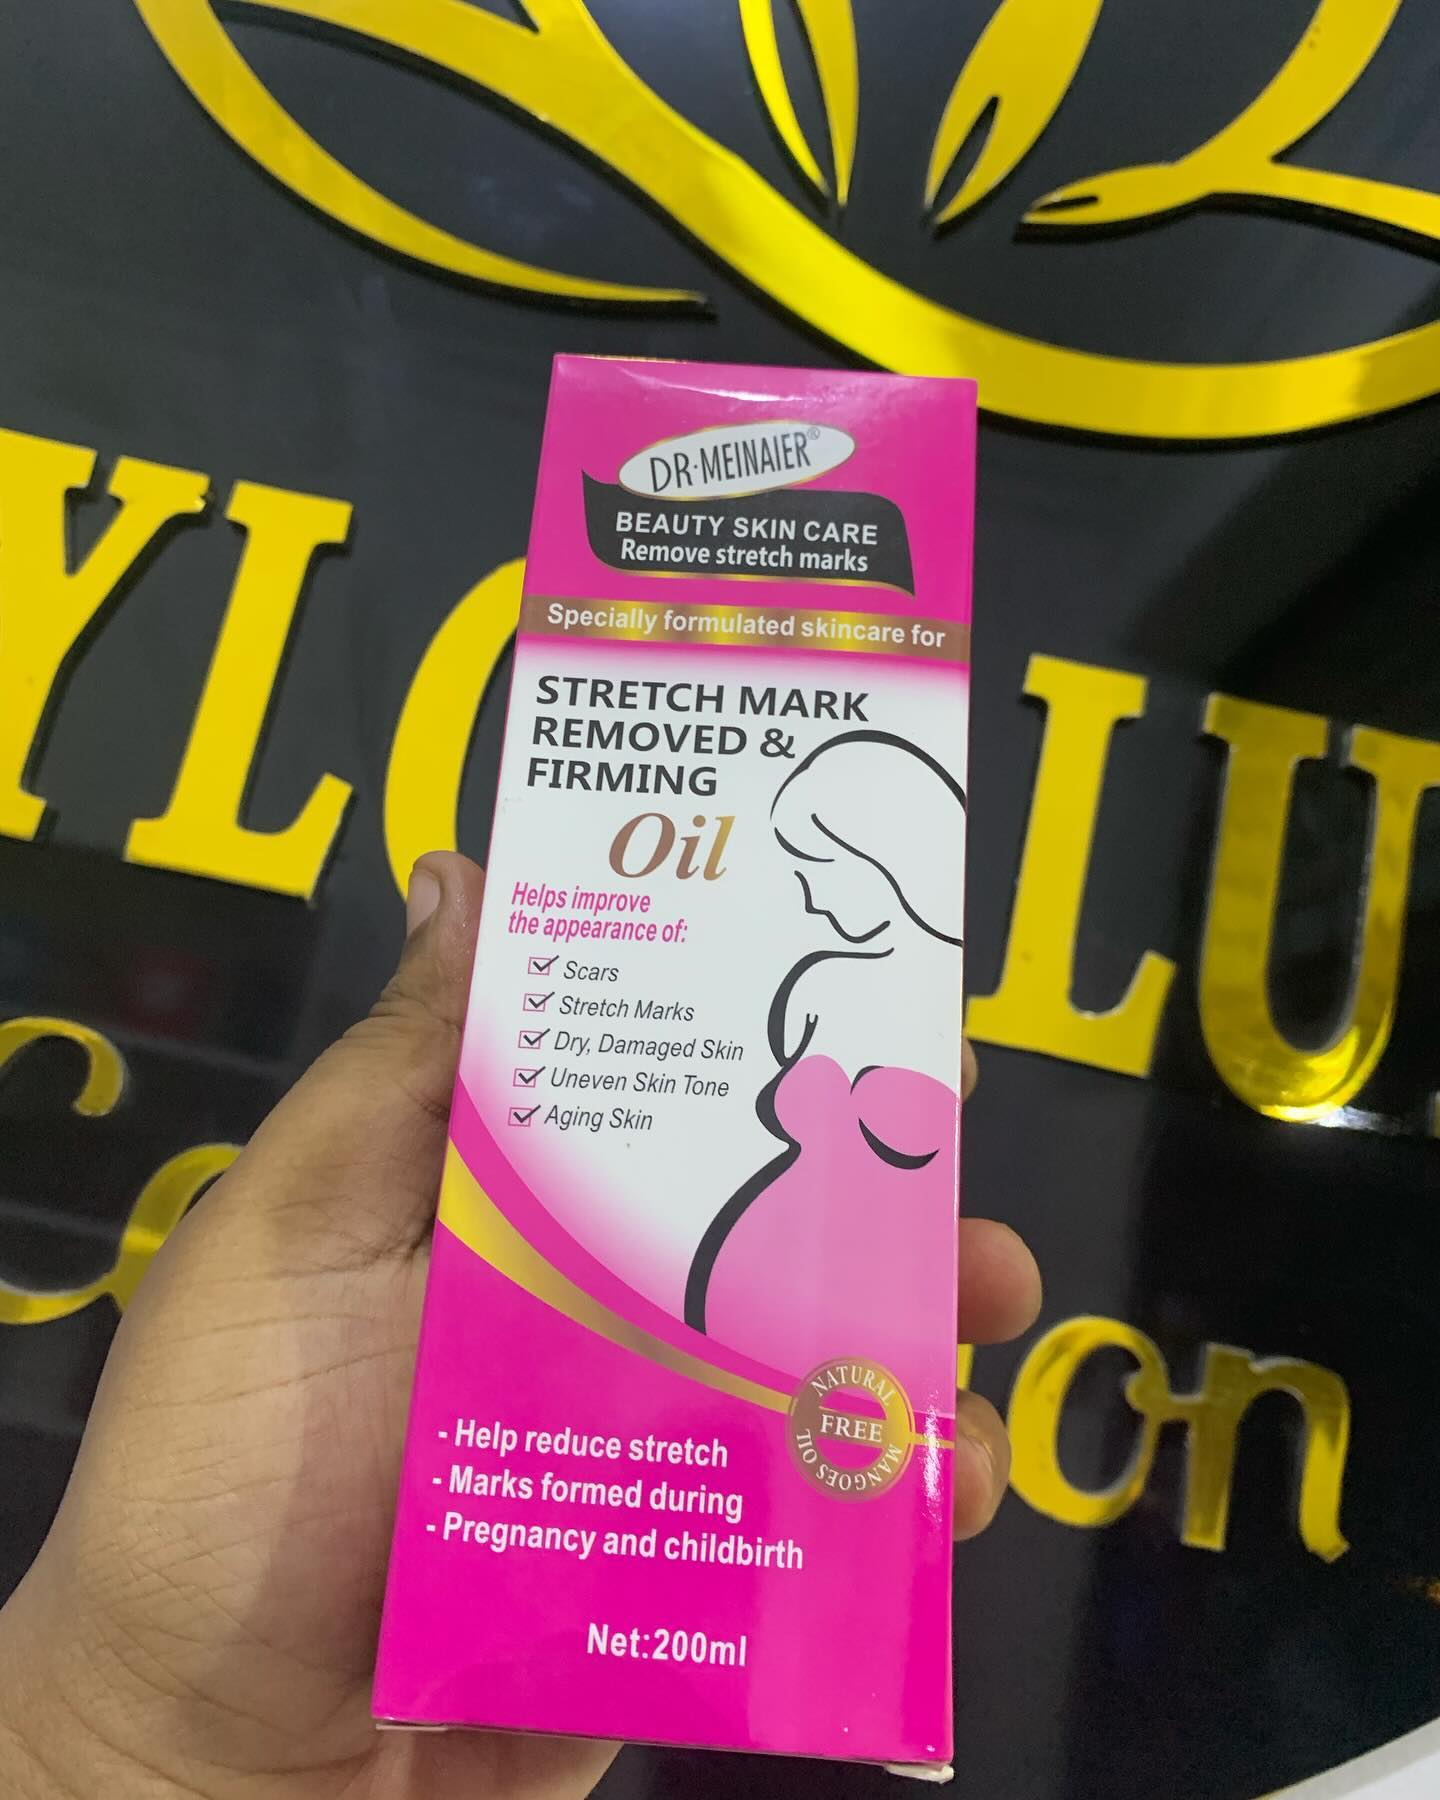 DR·MEINAIER®
BEAUTY SKIN CARE
Remove stretch marks
Specially formulated skincare for
STRETCH MARK
REMOVED &
FIRMING
Oil
Helps improve
the appearance of:
Scars
Stretch Marks
Dry, Damaged Skin
Uneven Skin Tone
Aging Skin
NATURAL
FREE
MANGOES OIL
- Help reduce stretch
- Marks formed during
- Pregnancy and childbirth
Net:200ml